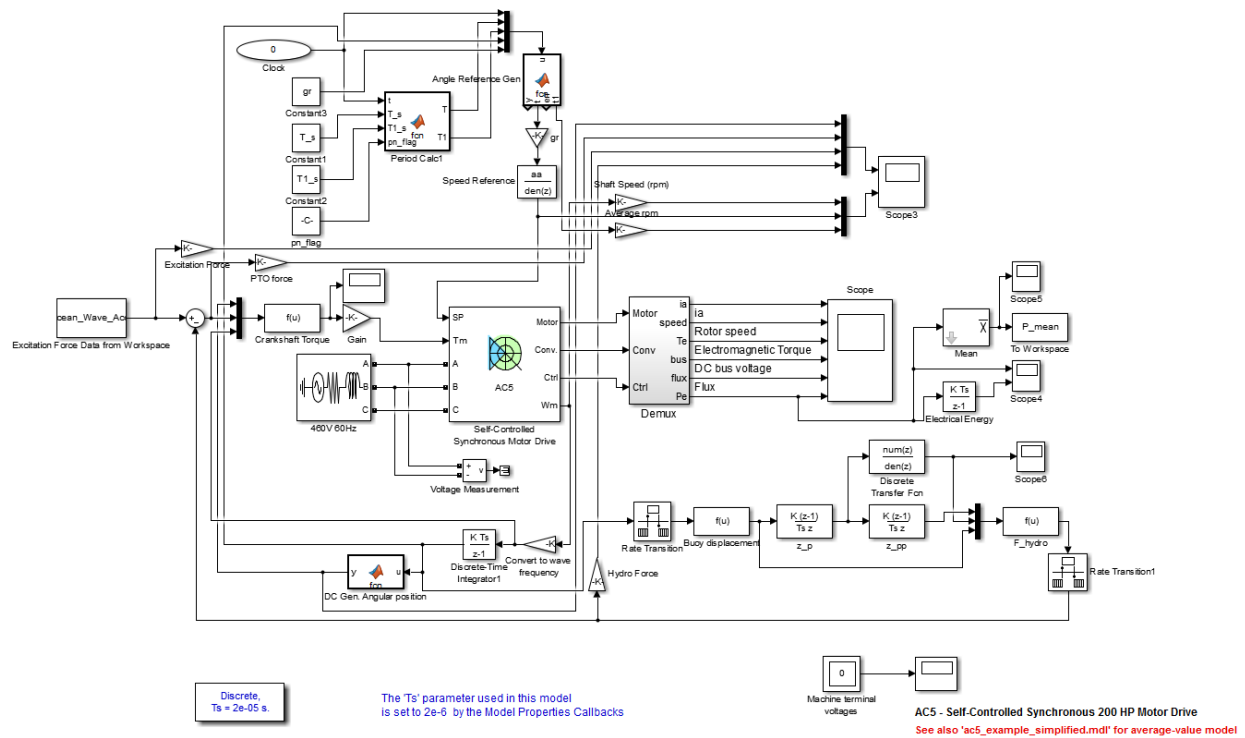 0
Clock
gr
Constant3
T_s
Constant1
T1_s
Constant2
-C-
pn_flag
t
T_s
T1_s
pn_flag
fcn
T
T1
Period Calc1
Angle Reference Gen
u
fcn
y
t
t1
-K-
gr
Speed Reference
aa
den(z)
Shaft Speed (rpm)
-K-
Average rpm
-K-
Scope3
-K-
Excitation Force
-K-
PTO force
cean_Wave_Ac
Excitation Force Data from Workspace
f(u)
Crankshaft Torque
-K-
Gain
A
B
C
460V 60Hz
SP
Tm
A
B
C
AC5
Motor
Conv.
Ctrl
Wm
Self-Controlled
Synchronous Motor Drive
+
-
v
Voltage Measurement
Motor
Conv
Ctrl
ia
speed
Te
bus
flux
Pe
Demux
ia
Rotor speed
Electromagnetic Torque
DC bus voltage
Flux
Scope
X
Mean
Scope5
P_mean
To Workspace
Scope4
K Ts
z-1
Electrical Energy
num(z)
den(z)
Discrete
Transfer Fcn
Scope6
Rate Transition
f(u)
Buoy displacement
K (z-1)
Ts z
z_p
K (z-1)
Ts z
z_pp
f(u)
F_hydro
Rate Transition1
-K-
Hydro Force
K Ts
z-1
Discrete-Time
Integrator1
-K-
Convert to wave
frequency
y
u
fcn
DC Gen. Angular position
Discrete,
Ts = 2e-05 s.
The 'Ts' parameter used in this model
is set to 2e-6 by the Model Properties Callbacks
0
Machine terminal
voltages
AC5 - Self-Controlled Synchronous 200 HP Motor Drive
See also 'ac5_example_simplified.mdl' for average-value model